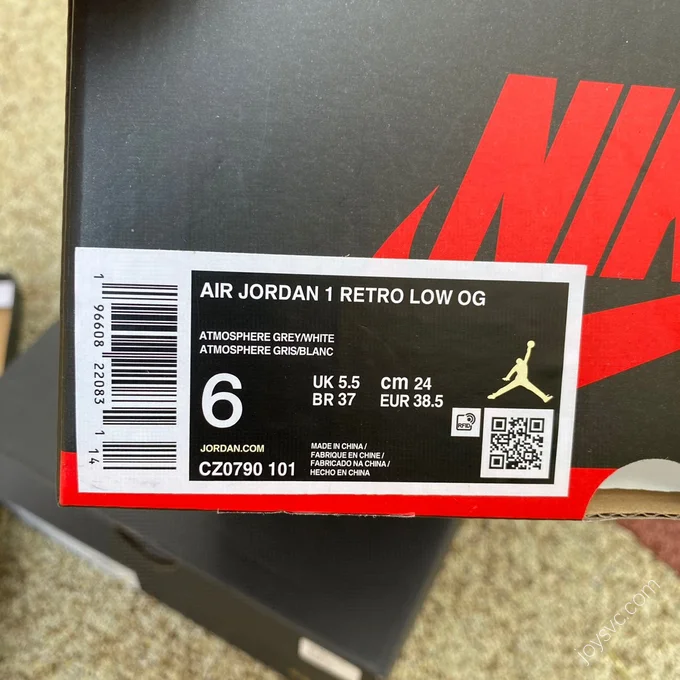 NIK
AIR JORDAN 1 RETRO LOW OG
ATMOSPHERE GREY/WHITE
ATMOSPHERE GRIS/BLANC
6
UK 5.5
cm 24
BR 37
EUR 38.5
RFID
JORDAN.COM
CZ0790 101
MADE IN CHINA /
FABRIQUE EN CHINE /
FABRICADO NA CHINA /
HECHO EN CHINA
1 96608 22083 1 14
joysvc.com